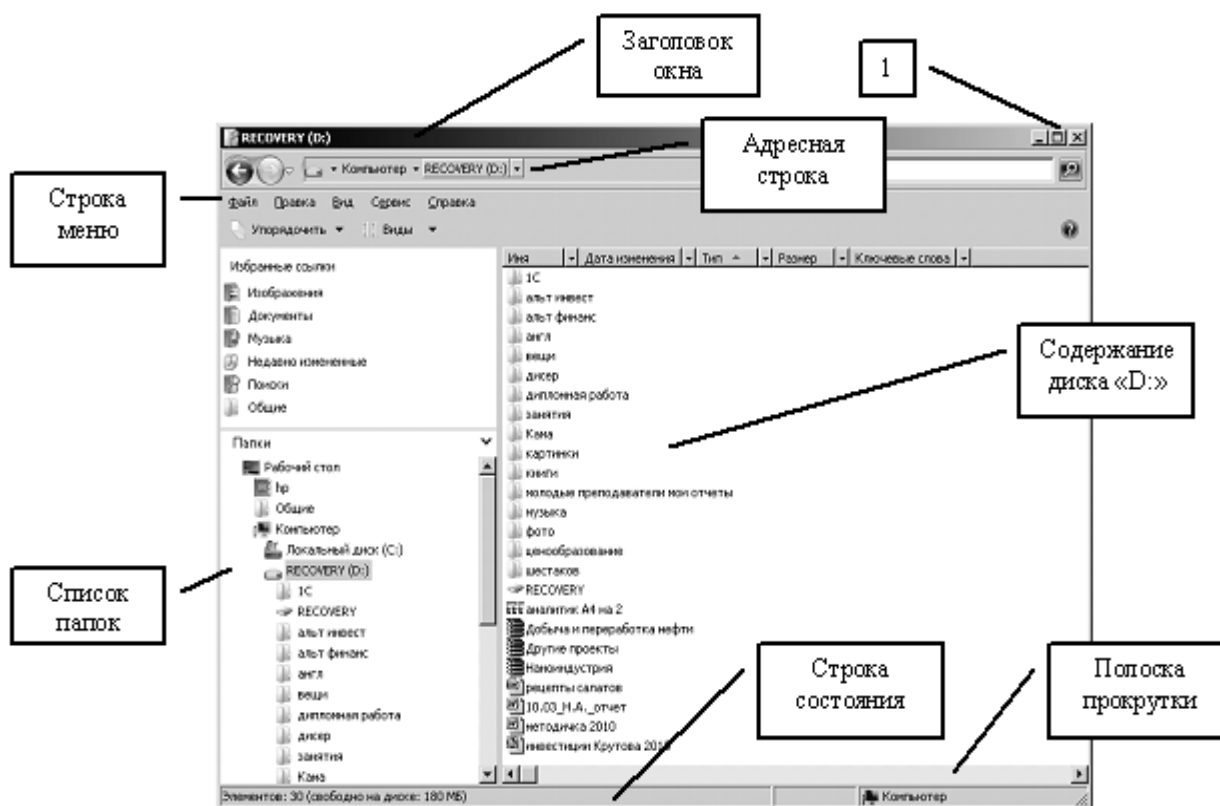 Заголовок
окна
1
RECOVERY (D:)
Адресная
строка
Компьютер RECOVERY (D:)
Строка
меню
Файл Правка Вид Сервис Справка
Упорядочить Виды
Избранные ссылки
Изображения
Документы
Музыка
Недавно измененные
Поиски
Общие
Папки
Рабочий стол
hp
Общие
Компьютер
Локальный диск (C:)
RECOVERY (D:)
1С
RECOVERY
альт инвест
альт финанс
англ
вещи
дипломная работа
дисер
занятия
Кама
Список
папок
Имя Дата изменения Тип Размер Ключевые слова
1С
альт инвест
альт финанс
англ
вещи
дисер
дипломная работа
занятия
Кама
картинки
книги
молодые преподаватели мои отчеты
музыка
фото
ценообразование
шестаков
RECOVERY
аналитик А4 на 2
Добыча и переработка нефти
Другие проекты
Наноиндустрия
рецепты салатов
10.03_Н.А._отчет
методичка 2010
инвестиции Крутова 2010
Содержание
диска «D:»
Строка
состояния
Полоска
прокрутки
Элементов: 30 (свободно на диске: 180 МБ)
Компьютер